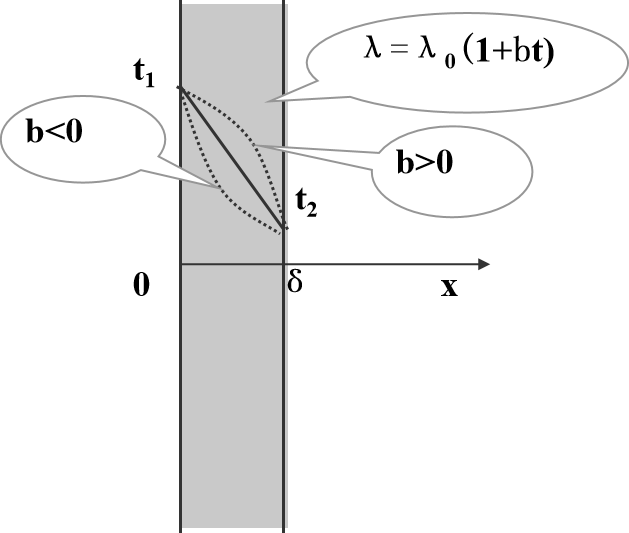 λ = λ₀(1+bt)
t₁
b<0
b>0
t₂
0
δ
x